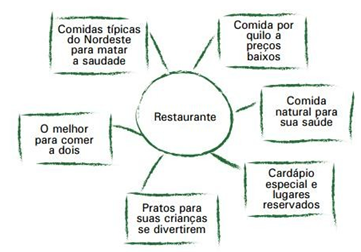 Comidas típicas
do Nordeste
para matar
a saudade
Comida por
quilo a
preços
baixos
Restaurante
Comida
natural para
sua saúde
O melhor
para comer
a dois
Cardápio
especial e
lugares
reservados
Pratos para
suas crianças
se divertirem